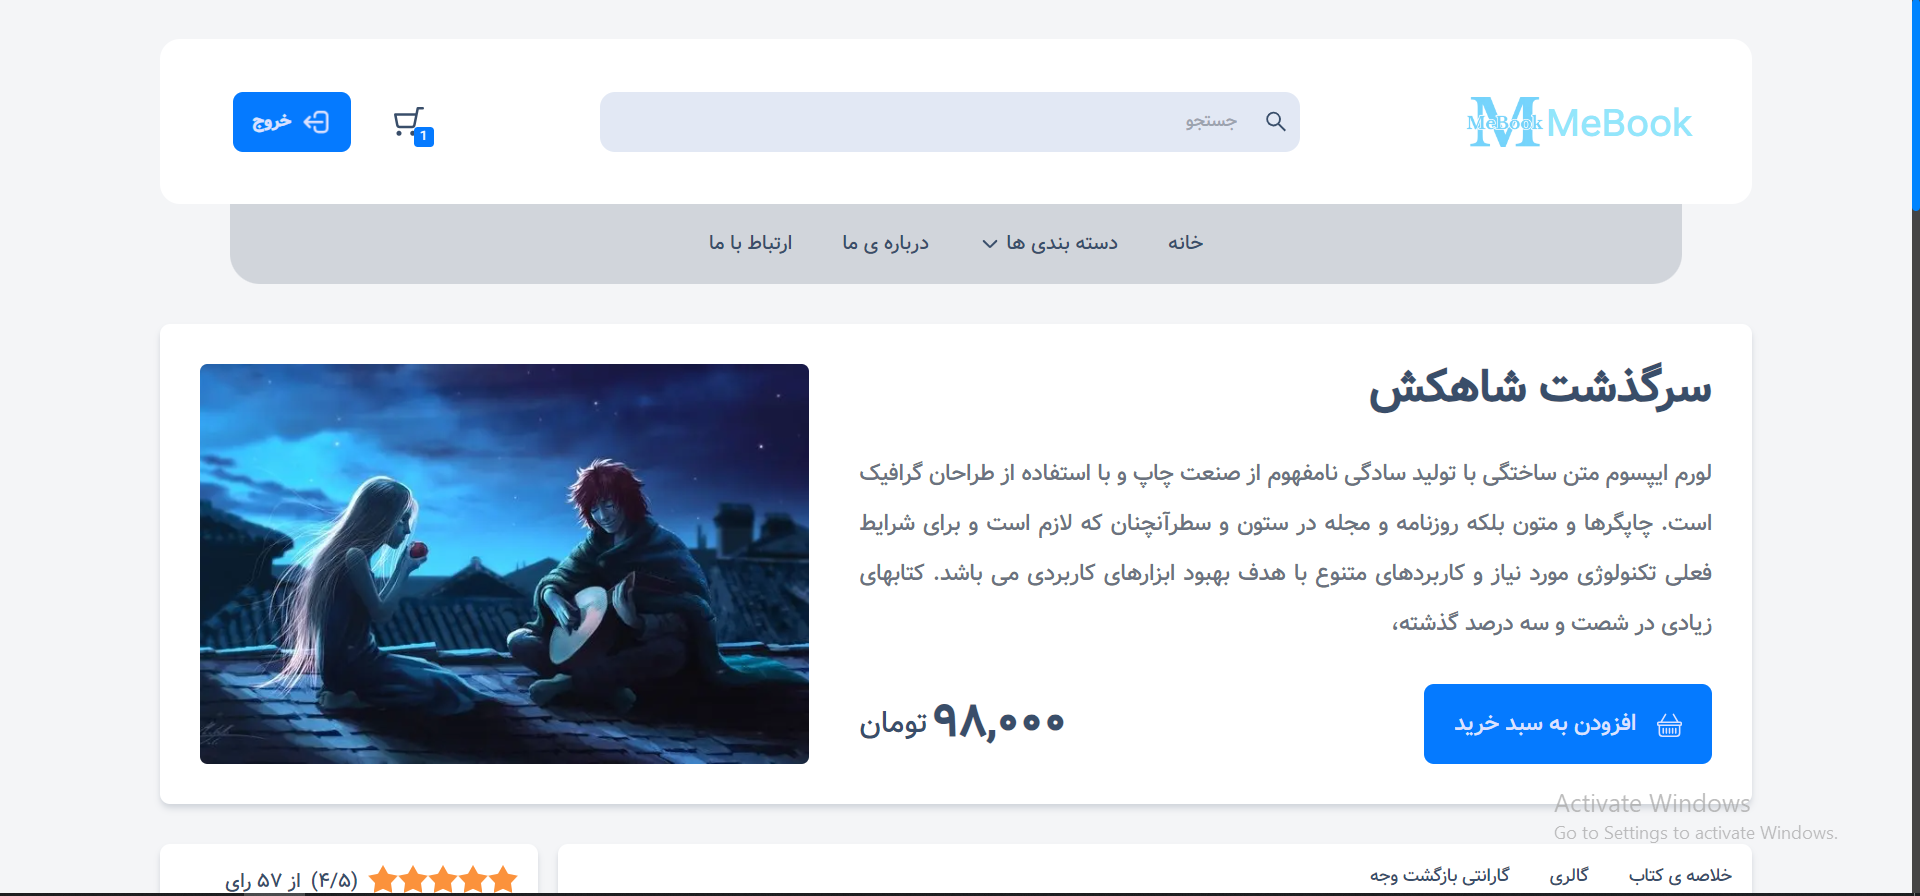 MeBook
MeBook
جستجو
1
خروج
خانه
دسته بندی ها
درباره ی ما
ارتباط با ما
سرگذشت شاهکش
لورم ایپسوم متن ساختگی با تولید سادگی نامفهوم از صنعت چاپ و با استفاده از طراحان گرافیک
است. چاپگرها و متون بلکه روزنامه و مجله در ستون و سطرآنچنان که لازم است و برای شرایط
فعلی تکنولوژی مورد نیاز و کاربردهای متنوع با هدف بهبود ابزارهای کاربردی می باشد. کتابهای
زیادی در شصت و سه درصد گذشته،
افزودن به سبد خرید
۹۸,۰۰۰ تومان
Activate Windows
Go to Settings to activate Windows.
خلاصه ی کتاب
گالری
گارانتی بازگشت وجه
(۴/۵) از ۵۷ رای